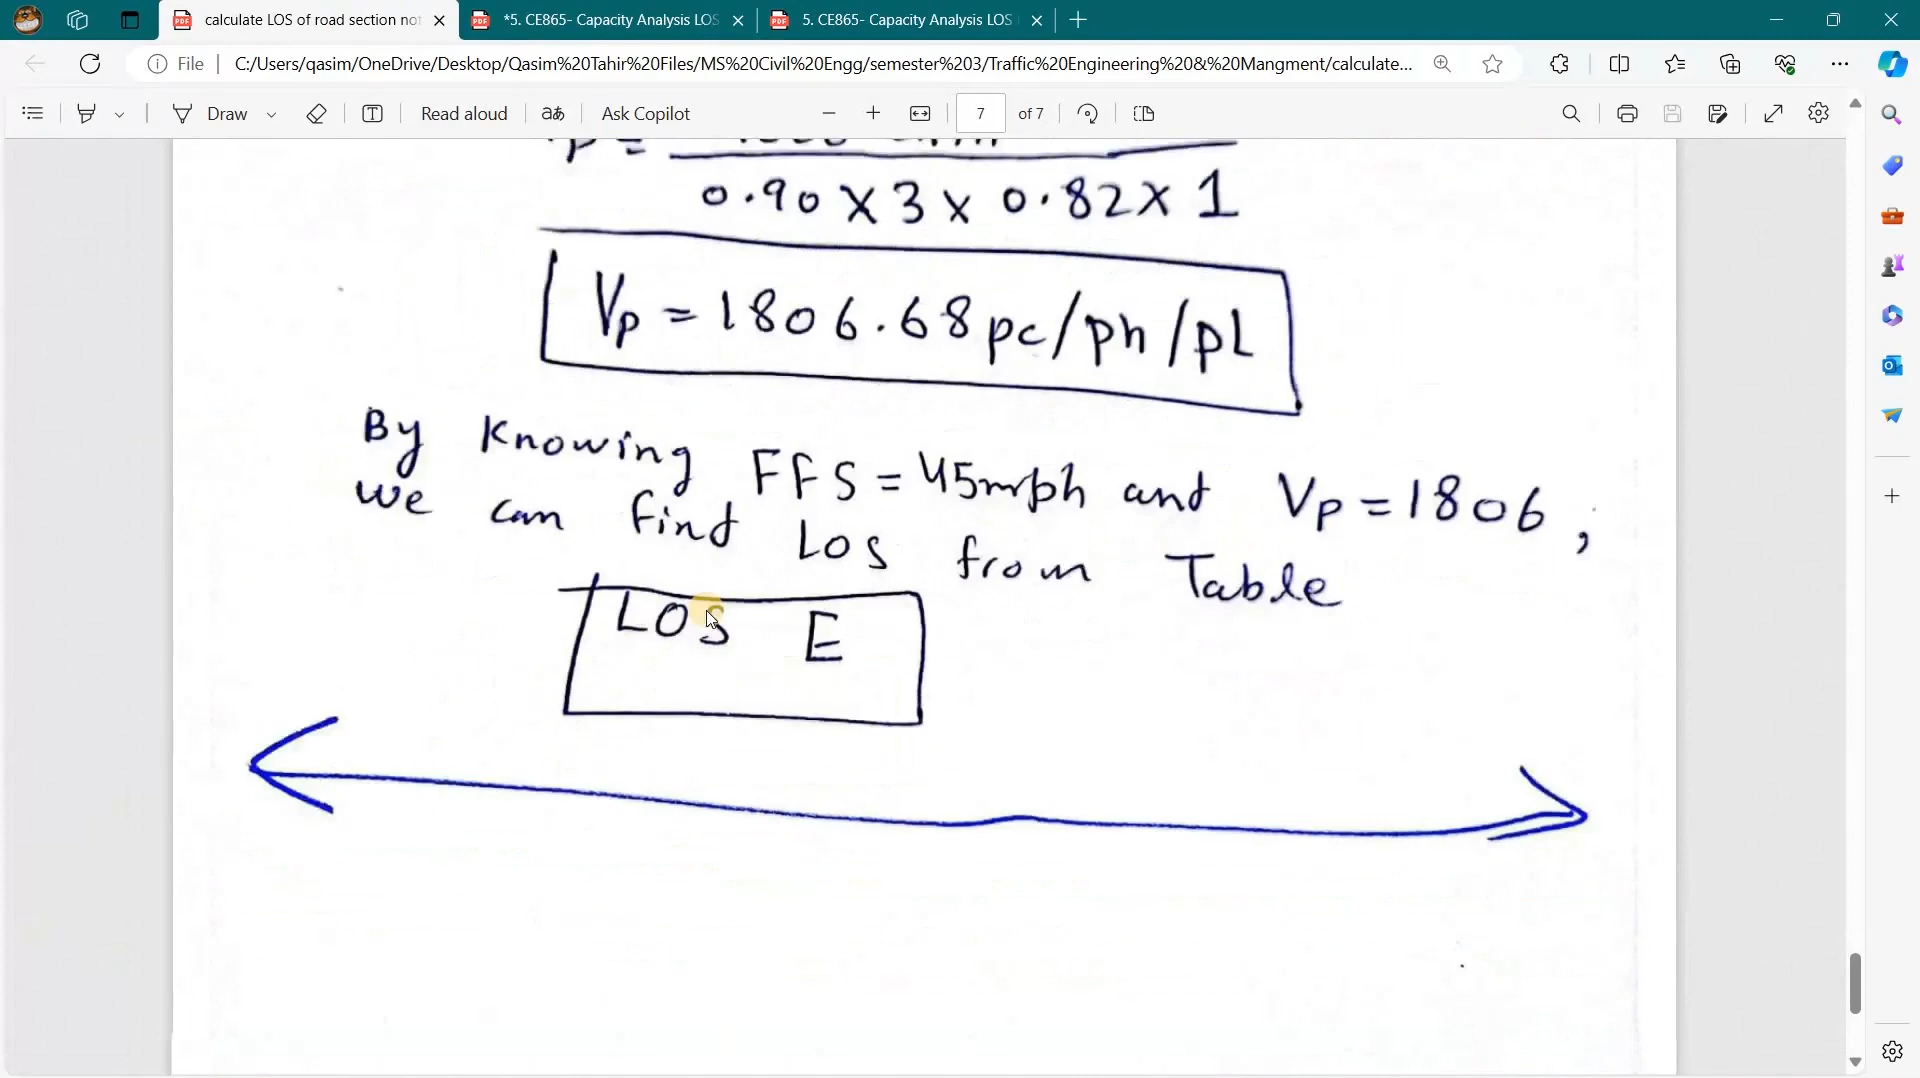 calculate LOS of road section not
*5. CE865- Capacity Analysis LOS
5. CE865- Capacity Analysis LOS
File
C:/Users/qasim/OneDrive/Desktop/Qasim%20Tahir%20Files/MS%20Civil%20Engg/semester%203/Traffic%20Engineering%20&%20Mangment/calculate...
Draw
Read aloud
aあ
Ask Copilot
7 of 7
0.90 X 3 X 0.82 X 1
Vp = 1806.68 pc/ph/pL
By Knowing FFS = 45mph and Vp = 1806 ,
we can find Los from Table
LOS E